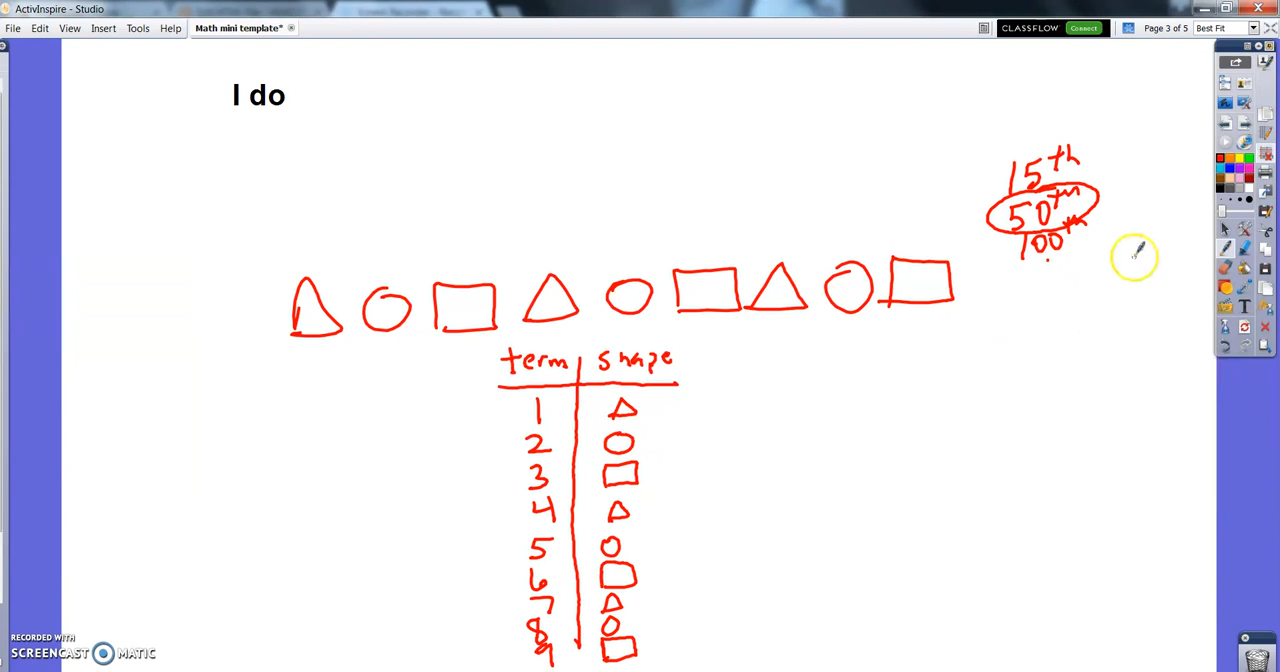 ActivInspire - Studio
File Edit View Insert Tools Help Math mini template* CLASSFLOW Connect Page 3 of 5 Best Fit
I do
15th
50th
100th
term shape
1
2
3
4
5
6
7
8
9
RECORDED WITH
SCREENCAST MATIC